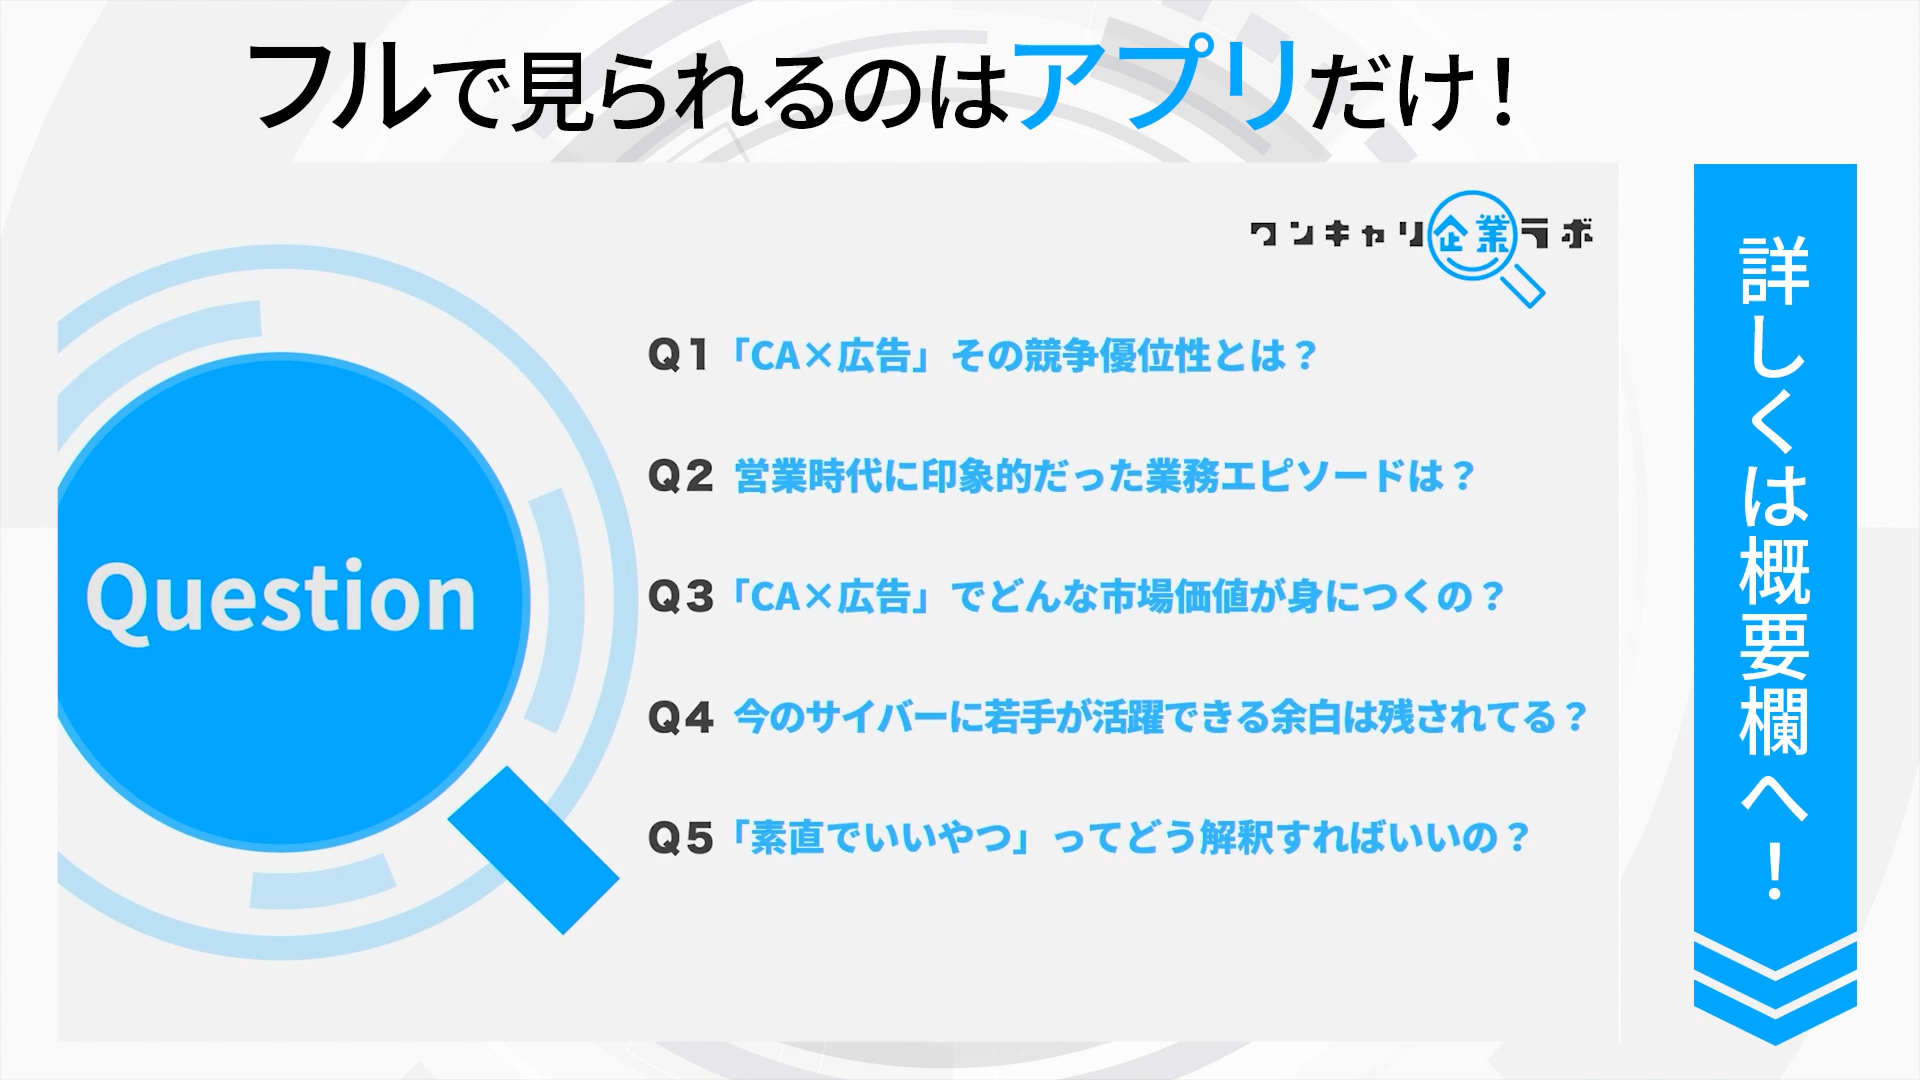 フルで見られるのはアプリだけ！
ワンキャリ企業ラボ
Question
Q1「CA×広告」その競争優位性とは？
Q2 営業時代に印象的だった業務エピソードは？
Q3「CA×広告」でどんな市場価値が身につくの？
Q4 今のサイバーに若手が活躍できる余白は残されてる？
Q5「素直でいいやつ」ってどう解釈すればいいの？
詳しくは概要欄へ！